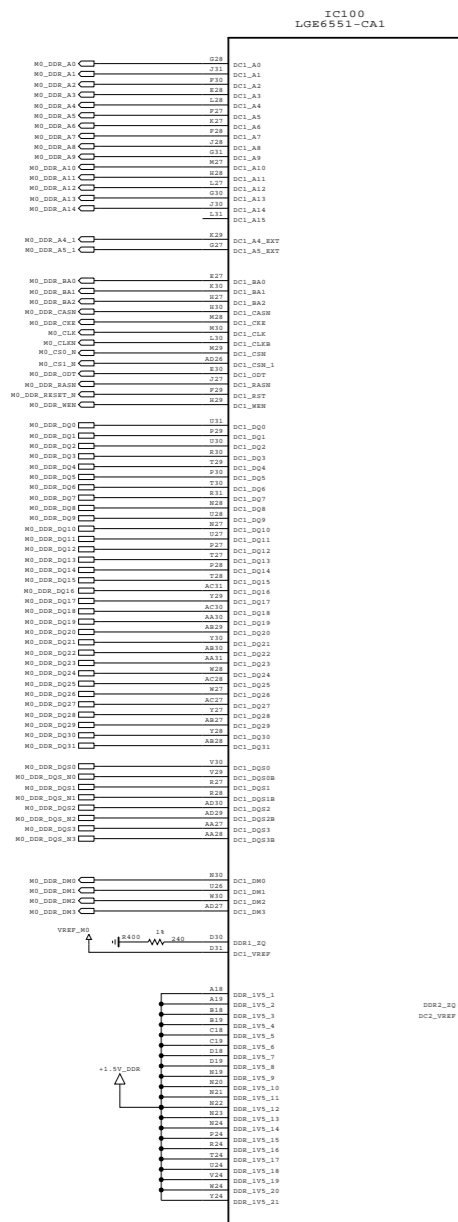 IC100
LGE6551-CA1
M0_DDR_A0 G28 DC1_A0
M0_DDR_A1 J31 DC1_A1
M0_DDR_A2 F30 DC1_A2
M0_DDR_A3 E28 DC1_A3
M0_DDR_A4 L28 DC1_A4
M0_DDR_A5 F27 DC1_A5
M0_DDR_A6 K27 DC1_A6
M0_DDR_A7 F28 DC1_A7
M0_DDR_A8 J28 DC1_A8
M0_DDR_A9 G31 DC1_A9
M0_DDR_A10 M27 DC1_A10
M0_DDR_A11 H28 DC1_A11
M0_DDR_A12 L27 DC1_A12
M0_DDR_A13 G30 DC1_A13
M0_DDR_A14 J30 DC1_A14
L31 DC1_A15
M0_DDR_A4_1 K29 DC1_A4_EXT
M0_DDR_A5_1 G27 DC1_A5_EXT
M0_DDR_BA0 E27 DC1_BA0
M0_DDR_BA1 K30 DC1_BA1
M0_DDR_BA2 H27 DC1_BA2
M0_DDR_CASN H30 DC1_CASN
M0_DDR_CKE M28 DC1_CKE
M0_CLK M30 DC1_CLK
M0_CLKN L30 DC1_CLKB
M0_CS0_N M29 DC1_CSN
M0_CS1_N AD26 DC1_CSN_1
M0_DDR_ODT E30 DC1_ODT
M0_DDR_RASN J27 DC1_RASN
M0_DDR_RESET_N F29 DC1_RST
M0_DDR_WEN H29 DC1_WEN
M0_DDR_DQ0 U31 DC1_DQ0
M0_DDR_DQ1 P29 DC1_DQ1
M0_DDR_DQ2 U30 DC1_DQ2
M0_DDR_DQ3 R30 DC1_DQ3
M0_DDR_DQ4 T29 DC1_DQ4
M0_DDR_DQ5 P30 DC1_DQ5
M0_DDR_DQ6 T30 DC1_DQ6
M0_DDR_DQ7 R31 DC1_DQ7
M0_DDR_DQ8 N28 DC1_DQ8
M0_DDR_DQ9 U28 DC1_DQ9
M0_DDR_DQ10 N27 DC1_DQ10
M0_DDR_DQ11 U27 DC1_DQ11
M0_DDR_DQ12 P27 DC1_DQ12
M0_DDR_DQ13 T27 DC1_DQ13
M0_DDR_DQ14 P28 DC1_DQ14
M0_DDR_DQ15 T28 DC1_DQ15
M0_DDR_DQ16 AC31 DC1_DQ16
M0_DDR_DQ17 Y29 DC1_DQ17
M0_DDR_DQ18 AC30 DC1_DQ18
M0_DDR_DQ19 AA30 DC1_DQ19
M0_DDR_DQ20 AB29 DC1_DQ20
M0_DDR_DQ21 Y30 DC1_DQ21
M0_DDR_DQ22 AB30 DC1_DQ22
M0_DDR_DQ23 AA31 DC1_DQ23
M0_DDR_DQ24 W28 DC1_DQ24
M0_DDR_DQ25 AC28 DC1_DQ25
M0_DDR_DQ26 W27 DC1_DQ26
M0_DDR_DQ27 AC27 DC1_DQ27
M0_DDR_DQ28 Y27 DC1_DQ28
M0_DDR_DQ29 AB27 DC1_DQ29
M0_DDR_DQ30 Y28 DC1_DQ30
M0_DDR_DQ31 AB28 DC1_DQ31
M0_DDR_DQS0 V30 DC1_DQS0
M0_DDR_DQS_N0 V29 DC1_DQS0B
M0_DDR_DQS1 R27 DC1_DQS1
M0_DDR_DQS_N1 R28 DC1_DQS1B
M0_DDR_DQS2 AD30 DC1_DQS2
M0_DDR_DQS_N2 AD29 DC1_DQS2B
M0_DDR_DQS3 AA27 DC1_DQS3
M0_DDR_DQS_N3 AA28 DC1_DQS3B
M0_DDR_DM0 N30 DC1_DM0
M0_DDR_DM1 U26 DC1_DM1
M0_DDR_DM2 W30 DC1_DM2
M0_DDR_DM3 AD27 DC1_DM3
VREF_M0 R400 1% 240 D30 DDR1_ZQ
D31 DC1_VREF
A18 DDR_1V5_1
A19 DDR_1V5_2 DDR2_ZQ
B18 DDR_1V5_3 DC2_VREF
B19 DDR_1V5_4
C18 DDR_1V5_5
C19 DDR_1V5_6
D18 DDR_1V5_7
D19 DDR_1V5_8
+1.5V_DDR N19 DDR_1V5_9
N20 DDR_1V5_10
N21 DDR_1V5_11
N22 DDR_1V5_12
N23 DDR_1V5_13
N24 DDR_1V5_14
P24 DDR_1V5_15
R24 DDR_1V5_16
T24 DDR_1V5_17
U24 DDR_1V5_18
V24 DDR_1V5_19
W24 DDR_1V5_20
Y24 DDR_1V5_21